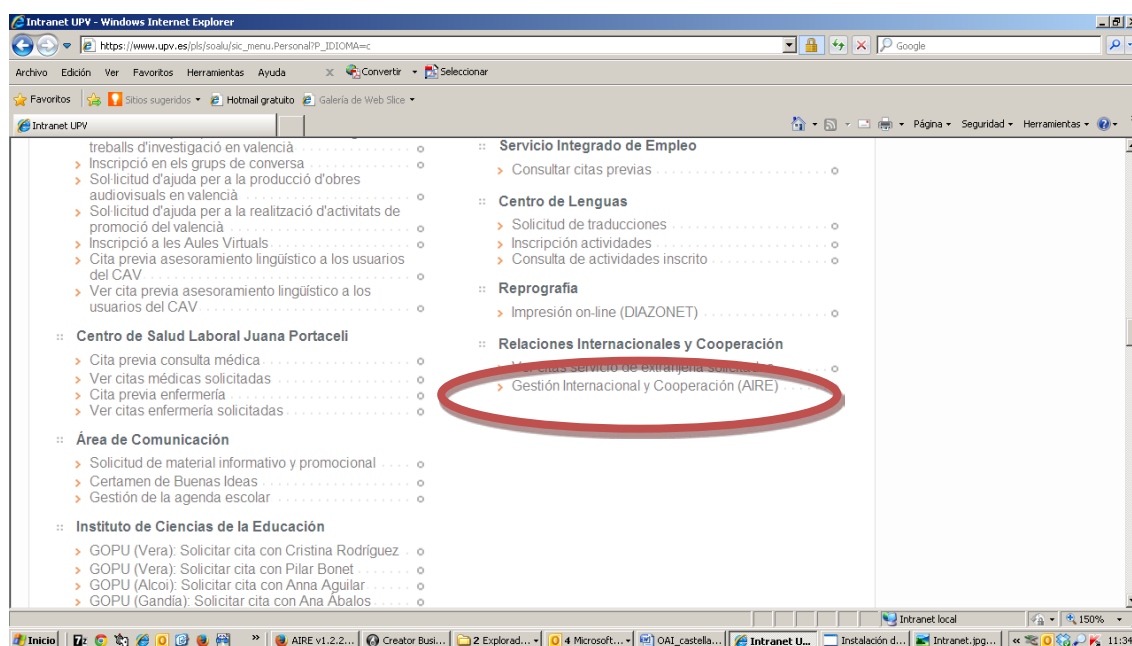 Intranet UPV - Windows Internet Explorer
https://www.upv.es/pls/soalu/sic_menu.Personal?P_IDIOMA=c
Google
Archivo Edición Ver Favoritos Herramientas Ayuda
x Convertir Seleccionar
Favoritos Sitios sugeridos Hotmail gratuito Galería de Web Slice
Intranet UPV
Página Seguridad Herramientas
treballs d'investigació en valencià
Inscripció en els grups de conversa
Sol·licitud d'ajuda per a la producció d'obres
audiovisuals en valencià
Sol·licitud d'ajuda per a la realització d'activitats de
promoció del valencià
Inscripció a les Aules Virtuals
Cita previa asesoramiento lingüístico a los usuarios
del CAV
Ver cita previa asesoramiento lingüístico a los
usuarios del CAV
Centro de Salud Laboral Juana Portaceli
Cita previa consulta médica
Ver citas médicas solicitadas
Cita previa enfermería
Ver citas enfermería solicitadas
Área de Comunicación
Solicitud de material informativo y promocional
Certamen de Buenas Ideas
Gestión de la agenda escolar
Instituto de Ciencias de la Educación
GOPU (Vera): Solicitar cita con Cristina Rodríguez
GOPU (Vera): Solicitar cita con Pilar Bonet
GOPU (Alcoi): Solicitar cita con Anna Aguilar
GOPU (Gandía): Solicitar cita con Ana Ábalos
Servicio Integrado de Empleo
Consultar citas previas
Centro de Lenguas
Solicitud de traducciones
Inscripción actividades
Consulta de actividades inscrito
Reprografia
Impresión on-line (DIAZONET)
Relaciones Internacionales y Cooperación
Ver citas servicio de extranjería solicitadas
Gestión Internacional y Cooperación (AIRE)
Intranet local
150%
Inicio
AIRE v1.2.2...
Creator Busi...
2 Explorad...
4 Microsoft...
OAI_castella...
Intranet U...
Instalación d...
Intranet.jpg...
11:34